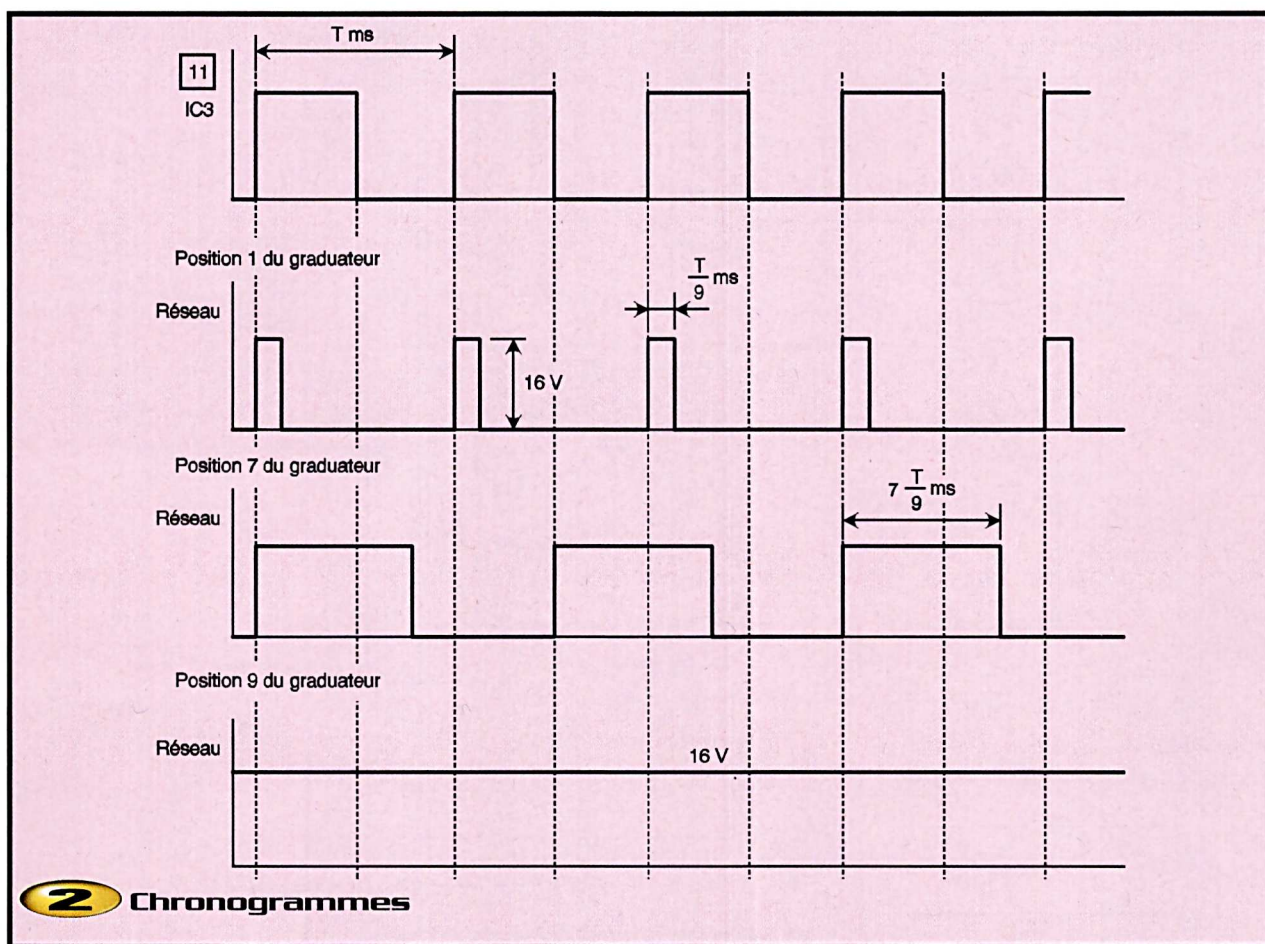 T ms
11
IC3
Position 1 du graduateur
Réseau
T/9 ms
16 V
Position 7 du graduateur
Réseau
7 T/9 ms
Position 9 du graduateur
Réseau
16 V
2 Chronogrammes